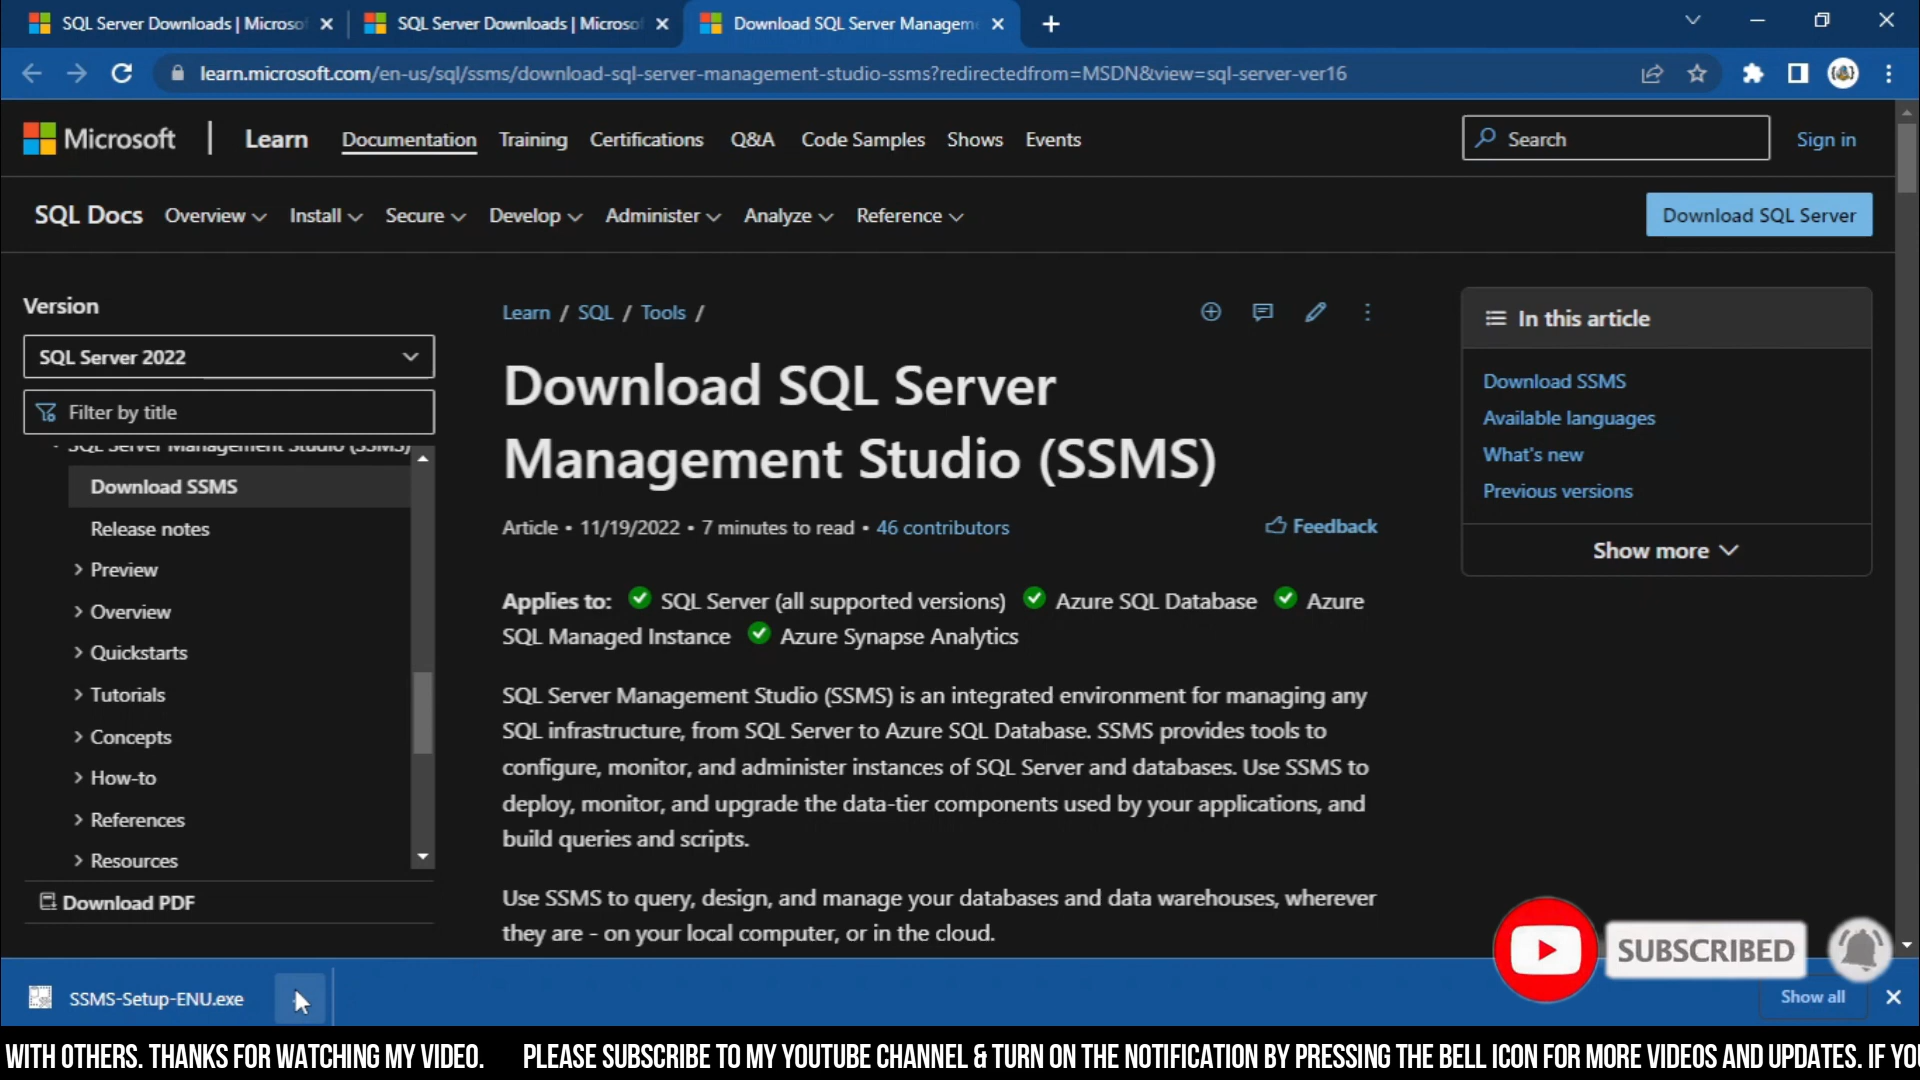 SQL Server Downloads | Microso
SQL Server Downloads | Microso
Download SQL Server Managem
learn.microsoft.com/en-us/sql/ssms/download-sql-server-management-studio-ssms?redirectedfrom=MSDN&view=sql-server-ver16
Microsoft | Learn Documentation Training Certifications Q&A Code Samples Shows Events Search Sign in
SQL Docs Overview Install Secure Develop Administer Analyze Reference Download SQL Server
Version
SQL Server 2022
Filter by title
SQL Server Management Studio (SSMS)
Download SSMS
Release notes
Preview
Overview
Quickstarts
Tutorials
Concepts
How-to
References
Resources
Download PDF
Learn / SQL / Tools /
Download SQL Server
Management Studio (SSMS)
Article • 11/19/2022 • 7 minutes to read • 46 contributors
Feedback
Applies to: SQL Server (all supported versions) Azure SQL Database Azure
SQL Managed Instance Azure Synapse Analytics
SQL Server Management Studio (SSMS) is an integrated environment for managing any
SQL infrastructure, from SQL Server to Azure SQL Database. SSMS provides tools to
configure, monitor, and administer instances of SQL Server and databases. Use SSMS to
deploy, monitor, and upgrade the data-tier components used by your applications, and
build queries and scripts.
Use SSMS to query, design, and manage your databases and data warehouses, wherever
they are - on your local computer, or in the cloud.
In this article
Download SSMS
Available languages
What's new
Previous versions
Show more
SUBSCRIBED
SSMS-Setup-ENU.exe
Show all
WITH OTHERS. THANKS FOR WATCHING MY VIDEO. PLEASE SUBSCRIBE TO MY YOUTUBE CHANNEL & TURN ON THE NOTIFICATION BY PRESSING THE BELL ICON FOR MORE VIDEOS AND UPDATES. IF YO